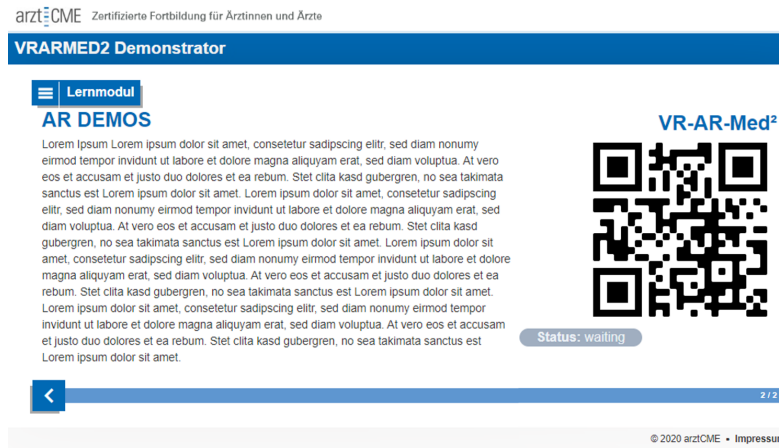 arztCME Zertifizierte Fortbildung für Ärztinnen und Ärzte
VRARMED2 Demonstrator
Lernmodul
AR DEMOS
Lorem Ipsum Lorem ipsum dolor sit amet, consetetur sadipscing elitr, sed diam nonumy
eirmod tempor invidunt ut labore et dolore magna aliquyam erat, sed diam voluptua. At vero
eos et accusam et justo duo dolores et ea rebum. Stet clita kasd gubergren, no sea takimata
sanctus est Lorem ipsum dolor sit amet. Lorem ipsum dolor sit amet, consetetur sadipscing
elitr, sed diam nonumy eirmod tempor invidunt ut labore et dolore magna aliquyam erat, sed
diam voluptua. At vero eos et accusam et justo duo dolores et ea rebum. Stet clita kasd
gubergren, no sea takimata sanctus est Lorem ipsum dolor sit amet. Lorem ipsum dolor sit
amet, consetetur sadipscing elitr, sed diam nonumy eirmod tempor invidunt ut labore et dolore
magna aliquyam erat, sed diam voluptua. At vero eos et accusam et justo duo dolores et ea
rebum. Stet clita kasd gubergren, no sea takimata sanctus est Lorem ipsum dolor sit amet.
Lorem ipsum dolor sit amet, consetetur sadipscing elitr, sed diam nonumy eirmod tempor
invidunt ut labore et dolore magna aliquyam erat, sed diam voluptua. At vero eos et accusam
et justo duo dolores et ea rebum. Stet clita kasd gubergren, no sea takimata sanctus est
Lorem ipsum dolor sit amet.
VR-AR-Med²
Status: waiting
2 / 2
© 2020 arztCME • Impressu